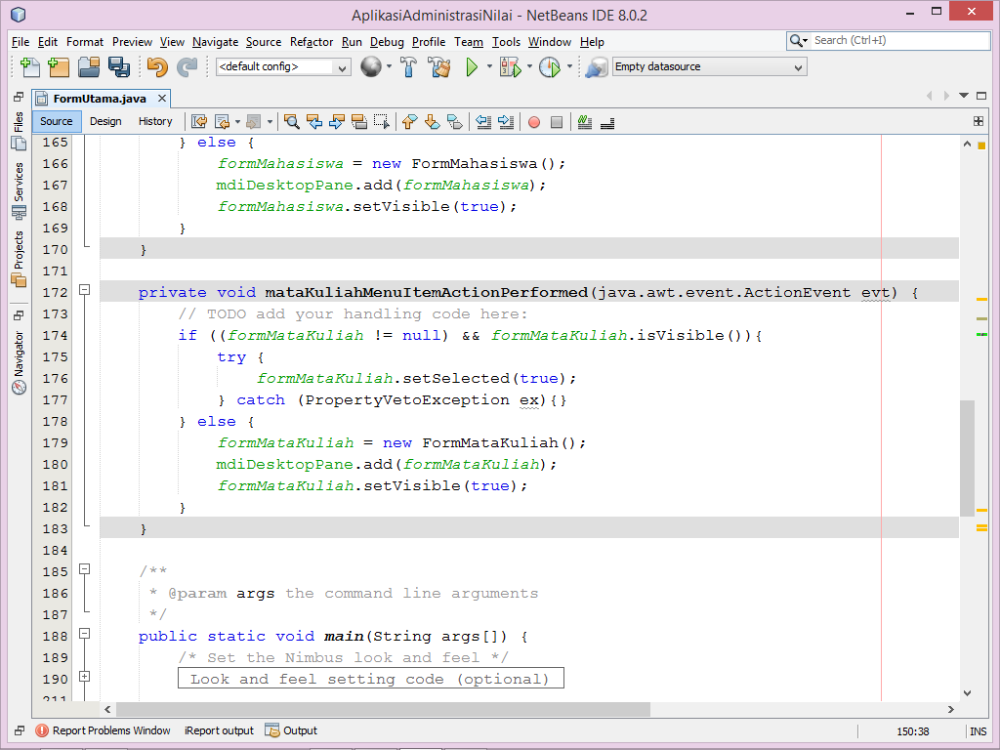 AplikasiAdministrasiNilai - NetBeans IDE 8.0.2
File Edit Format Preview View Navigate Source Refactor Run Debug Profile Team Tools Window Help
Search (Ctrl+I)
<default config>
Empty datasource
FormUtama.java
Source Design History
Files
Services
Projects
Navigator
165 } else {
166 formMahasiswa = new FormMahasiswa();
167 mdiDesktopPane.add(formMahasiswa);
168 formMahasiswa.setVisible(true);
169 }
170 }
171
172 private void mataKuliahMenuItemActionPerformed(java.awt.event.ActionEvent evt) {
173 // TODO add your handling code here:
174 if ((formMataKuliah != null) && formMataKuliah.isVisible()){
175 try {
176 formMataKuliah.setSelected(true);
177 } catch (PropertyVetoException ex){}
178 } else {
179 formMataKuliah = new FormMataKuliah();
180 mdiDesktopPane.add(formMataKuliah);
181 formMataKuliah.setVisible(true);
182 }
183 }
184
185 /**
186 * @param args the command line arguments
187 */
188 public static void main(String args[]) {
189 /* Set the Nimbus look and feel */
190 Look and feel setting code (optional)
211
Report Problems Window iReport output Output
150:38 INS